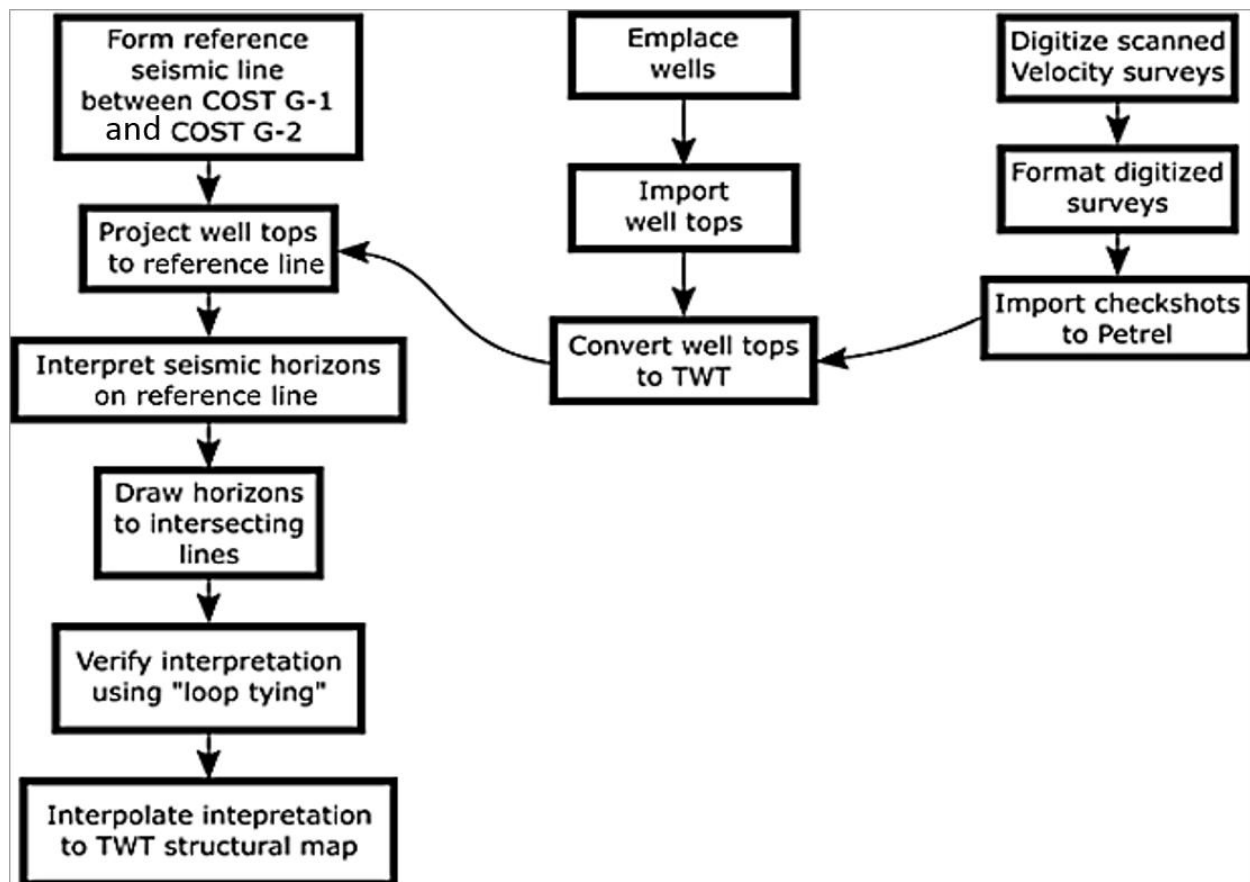 Form reference
seismic line
between COST G-1
and COST G-2
Project well tops
to reference line
Interpret seismic horizons
on reference line
Draw horizons
to intersecting
lines
Verify interpretation
using "loop tying"
Interpolate intepretation
to TWT structural map
Emplace
wells
Import
well tops
Convert well tops
to TWT
Digitize scanned
Velocity surveys
Format digitized
surveys
Import checkshots
to Petrel